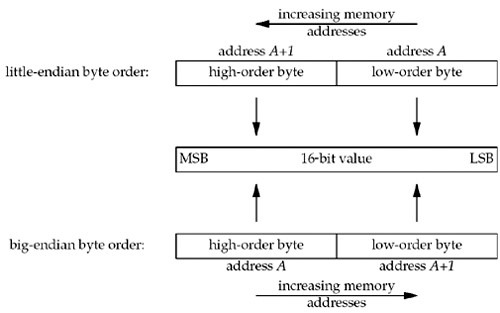 increasing memory
addresses
address A+1 address A
little-endian byte order: high-order byte low-order byte
MSB 16-bit value LSB
big-endian byte order: high-order byte low-order byte
address A address A+1
increasing memory
addresses